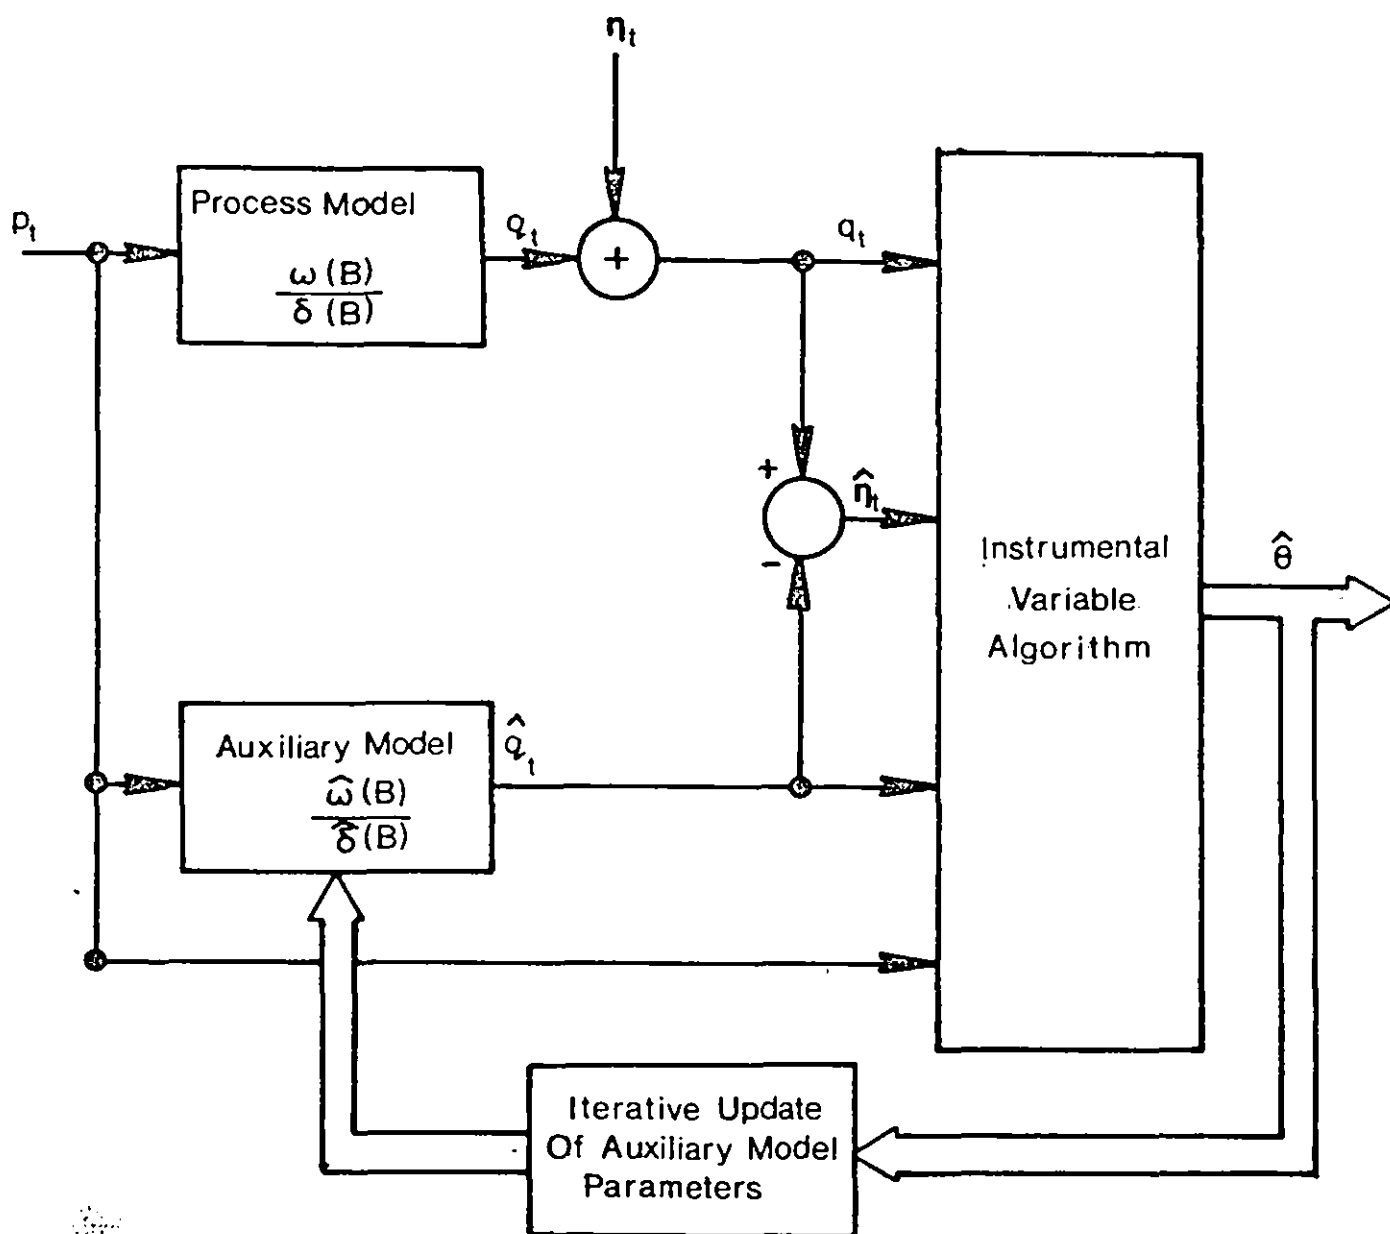 ηt
Process Model
pt
ω(B)
δ(B)
qt
+
qt
+
η̂t
-
Instrumental
Variable
Algorithm
θ̂
Auxiliary Model
ω̂(B)
δ̂(B)
q̂t
Iterative Update
Of Auxiliary Model
Parameters